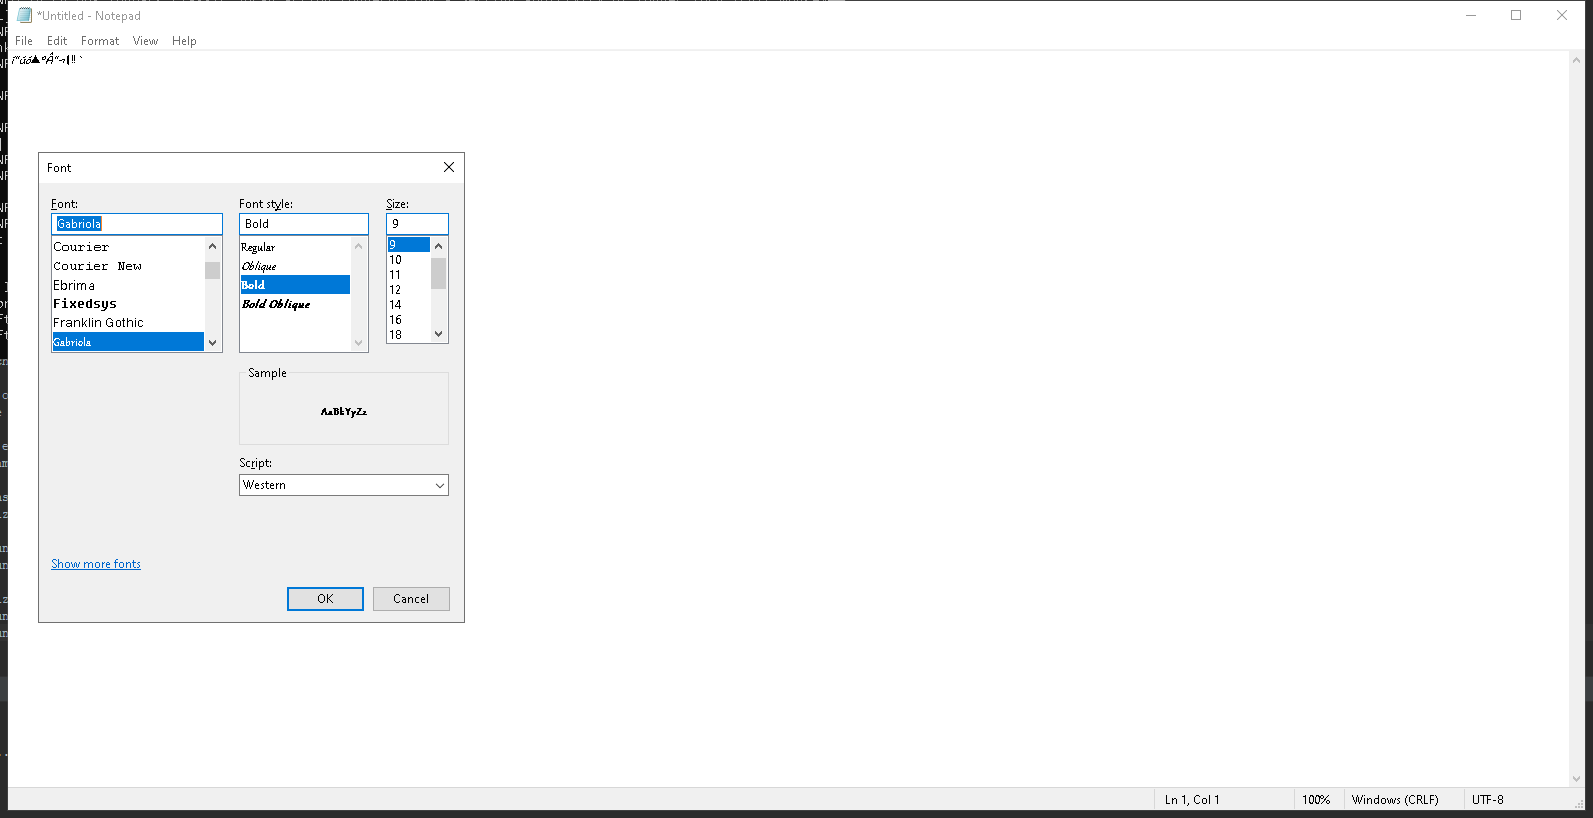 *Untitled - Notepad
File Edit Format View Help
Font
Font:
Gabriola
Courier
Courier New
Ebrima
Fixedsys
Franklin Gothic
Gabriola
Font style:
Bold
Regular
Oblique
Bold
Bold Oblique
Size:
9
9
10
11
12
14
16
18
Sample
AaBbYyZz
Script:
Western
Show more fonts
OK Cancel
Ln 1, Col 1 100% Windows (CRLF) UTF-8